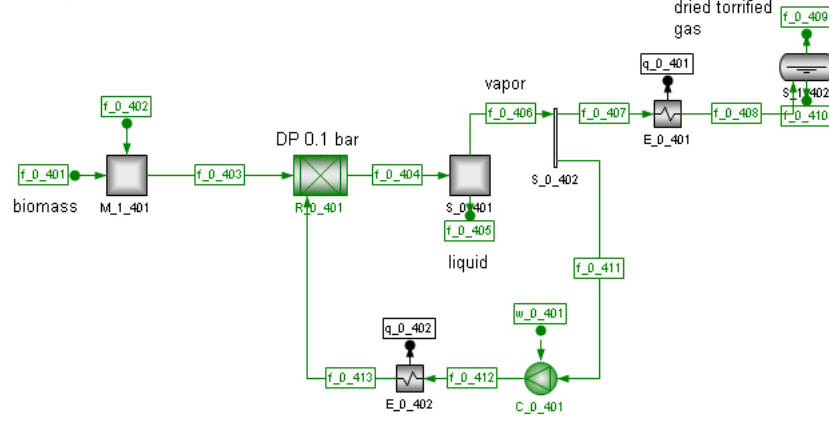 dried torrified
gas
f_0_409
q_0_401
vapor
S_1_402
f_0_402
f_0_406
f_0_407
f_0_408
f_0_410
DP 0.1 bar
E_0_401
f_0_401
f_0_403
f_0_404
S_0_402
biomass
M_1_401
R_0_401
S_0_401
f_0_405
liquid
f_0_411
w_0_401
q_0_402
f_0_413
f_0_412
E_0_402
C_0_401